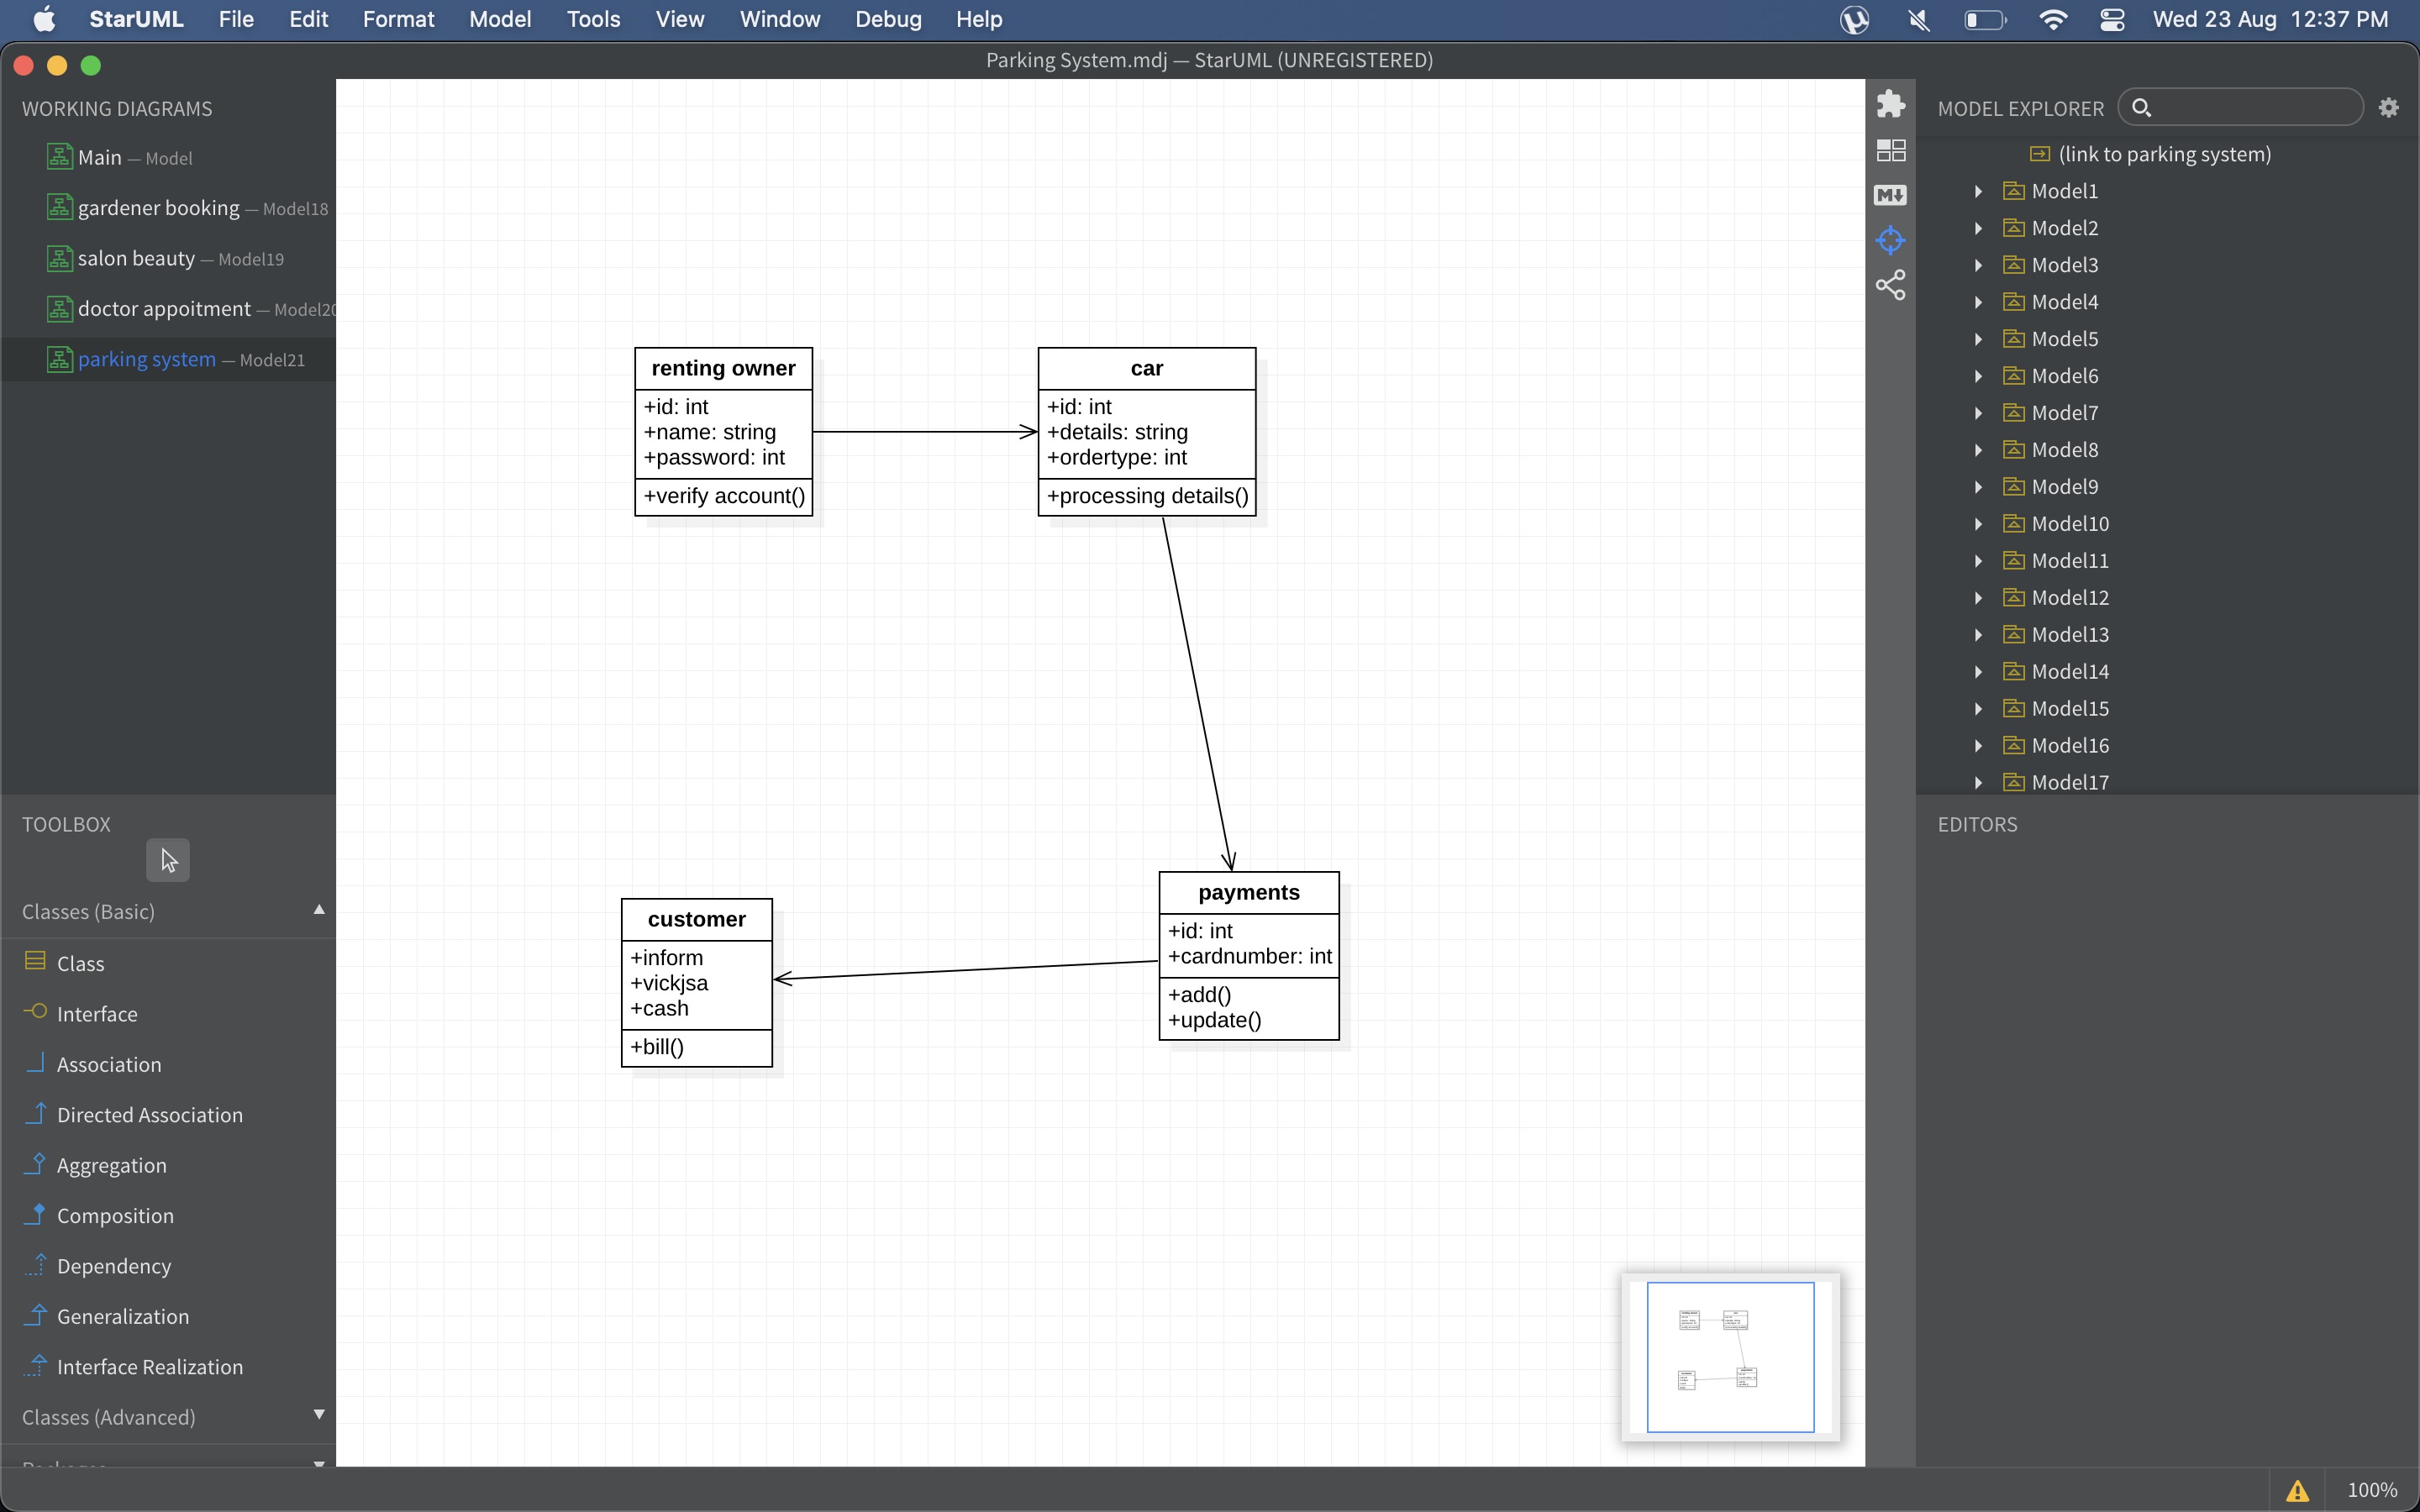 StarUML File Edit Format Model Tools View Window Debug Help Wed 23 Aug 12:37 PM
Parking System.mdj — StarUML (UNREGISTERED)
WORKING DIAGRAMS
Main — Model
gardener booking — Model18
salon beauty — Model19
doctor appoitment — Model20
parking system — Model21
TOOLBOX
Classes (Basic)
Class
Interface
Association
Directed Association
Aggregation
Composition
Dependency
Generalization
Interface Realization
Classes (Advanced)
renting owner
+id: int
+name: string
+password: int
+verify account()
car
+id: int
+details: string
+ordertype: int
+processing details()
customer
+inform
+vickjsa
+cash
+bill()
payments
+id: int
+cardnumber: int
+add()
+update()
MODEL EXPLORER
(link to parking system)
Model1
Model2
Model3
Model4
Model5
Model6
Model7
Model8
Model9
Model10
Model11
Model12
Model13
Model14
Model15
Model16
Model17
EDITORS
100%